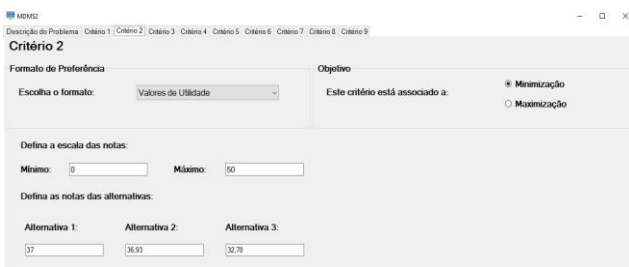 MDMS2
Descrição do Problema Critério 1 Critério 2 Critério 3 Critério 4 Critério 5 Critério 6 Critério 7 Critério 8 Critério 9
Critério 2
Formato de Preferência
Objetivo
Escolha o formato: Valores de Utilidade
Este critério está associado a:
Minimização
Maximização
Defina a escala das notas:
Mínimo: 0 Máximo: 50
Defina as notas das alternativas:
Alternativa 1: Alternativa 2: Alternativa 3:
37 36,93 32,78